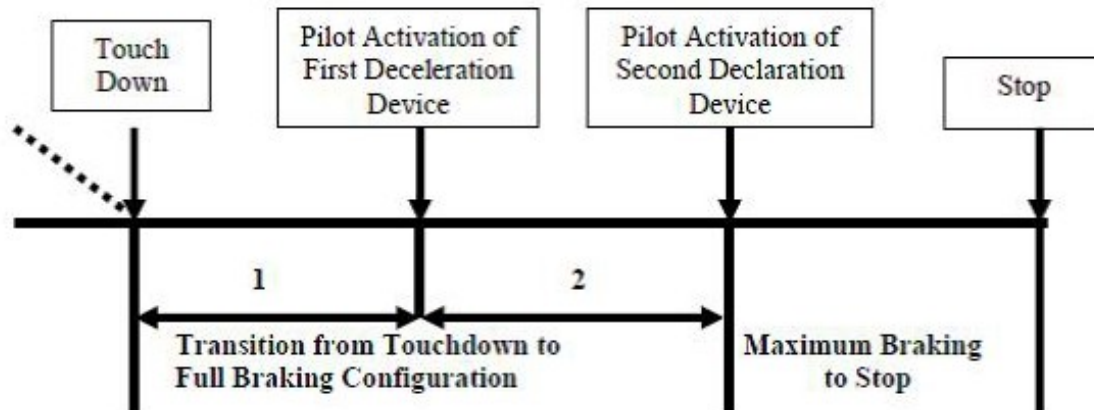 Touch
Down
Pilot Activation of
First Deceleration
Device
Pilot Activation of
Second Declaration
Device
Stop
1
2
Transition from Touchdown to
Full Braking Configuration
Maximum Braking
to Stop